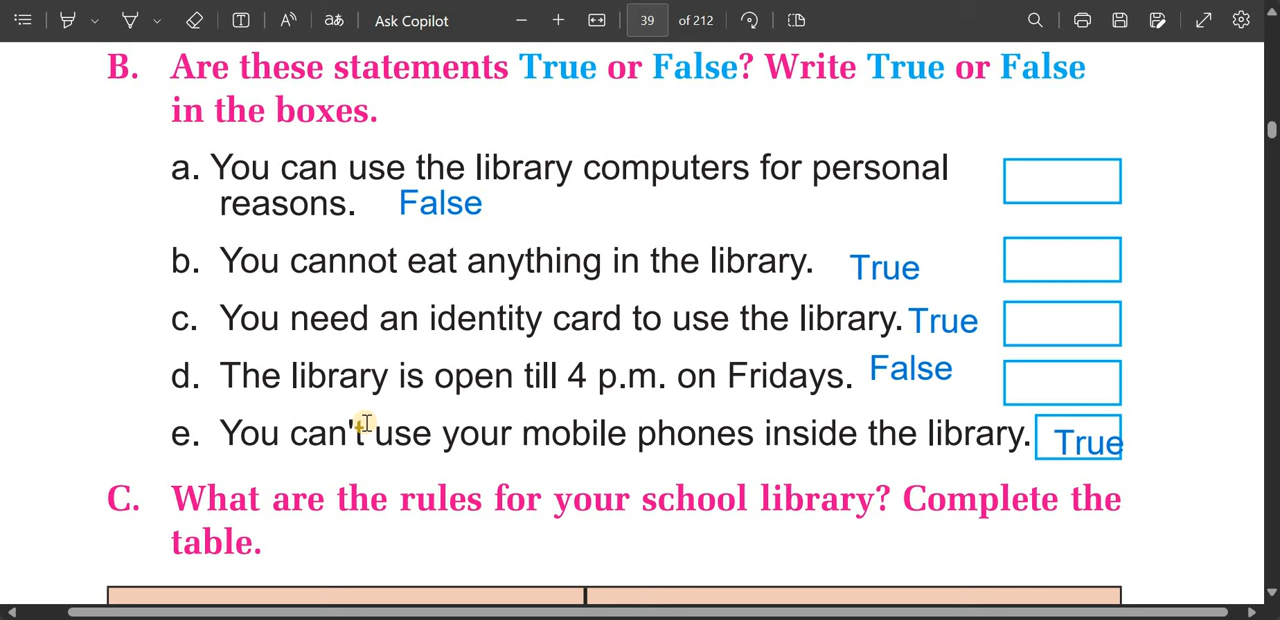 Ask Copilot
39
of 212
B. Are these statements True or False? Write True or False
in the boxes.
a. You can use the library computers for personal
reasons. False
b. You cannot eat anything in the library. True
c. You need an identity card to use the library. True
d. The library is open till 4 p.m. on Fridays. False
e. You can't use your mobile phones inside the library. True
C. What are the rules for your school library? Complete the
table.